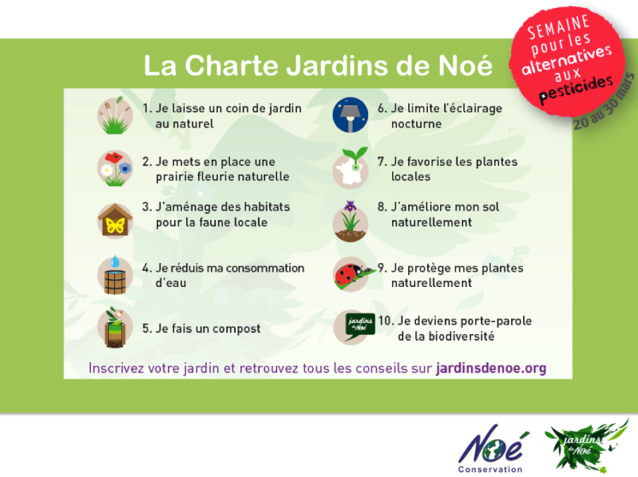 La Charte Jardins de Noé
SEMAINE
pour les
alternatives
aux
pesticides
20 au 30 mars
1. Je laisse un coin de jardin
au naturel
2. Je mets en place une
prairie fleurie naturelle
3. J'aménage des habitats
pour la faune locale
4. Je réduis ma consommation
d'eau
5. Je fais un compost
6. Je limite l'éclairage
nocturne
7. Je favorise les plantes
locales
8. J'améliore mon sol
naturellement
9. Je protège mes plantes
naturellement
jardins
de Noé
10. Je deviens porte-parole
de la biodiversité
Inscrivez votre jardin et retrouvez tous les conseils sur jardinsdenoe.org
Noé
Conservation
jardins
de Noé